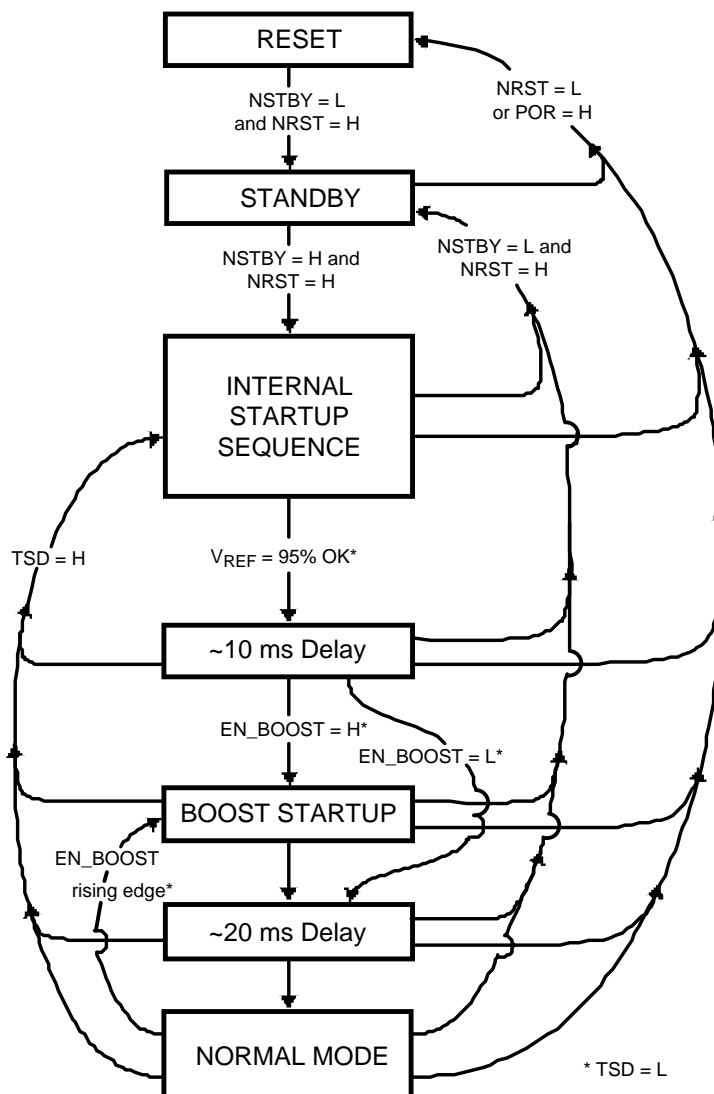 RESET
NSTBY = L
and NRST = H
NRST = L
or POR = H
STANDBY
NSTBY = H and
NRST = H
NSTBY = L and
NRST = H
INTERNAL
STARTUP
SEQUENCE
TSD = H
VREF = 95% OK*
~10 ms Delay
EN_BOOST = H*
EN_BOOST = L*
BOOST STARTUP
EN_BOOST
rising edge*
~20 ms Delay
NORMAL MODE
* TSD = L